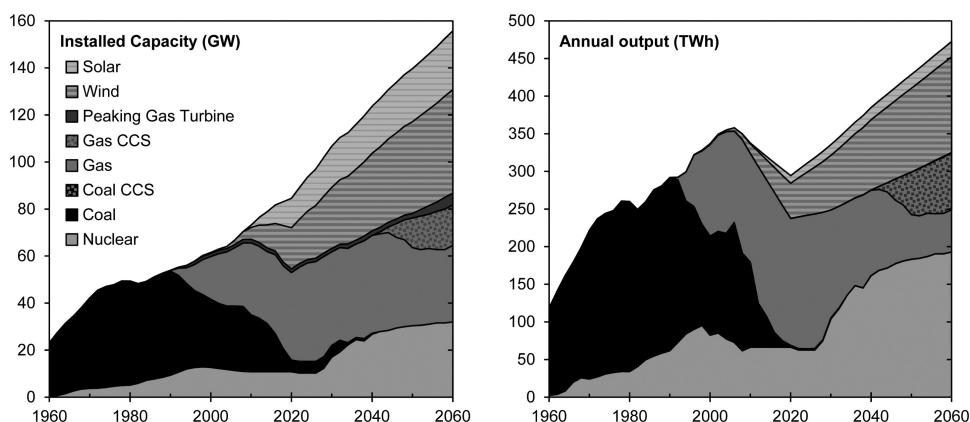 Installed Capacity (GW)
Solar
Wind
Peaking Gas Turbine
Gas CCS
Gas
Coal CCS
Coal
Nuclear
160
140
120
100
80
60
40
20
0
1960 1980 2000 2020 2040 2060
Annual output (TWh)
500
450
400
350
300
250
200
150
100
50
0
1960 1980 2000 2020 2040 2060